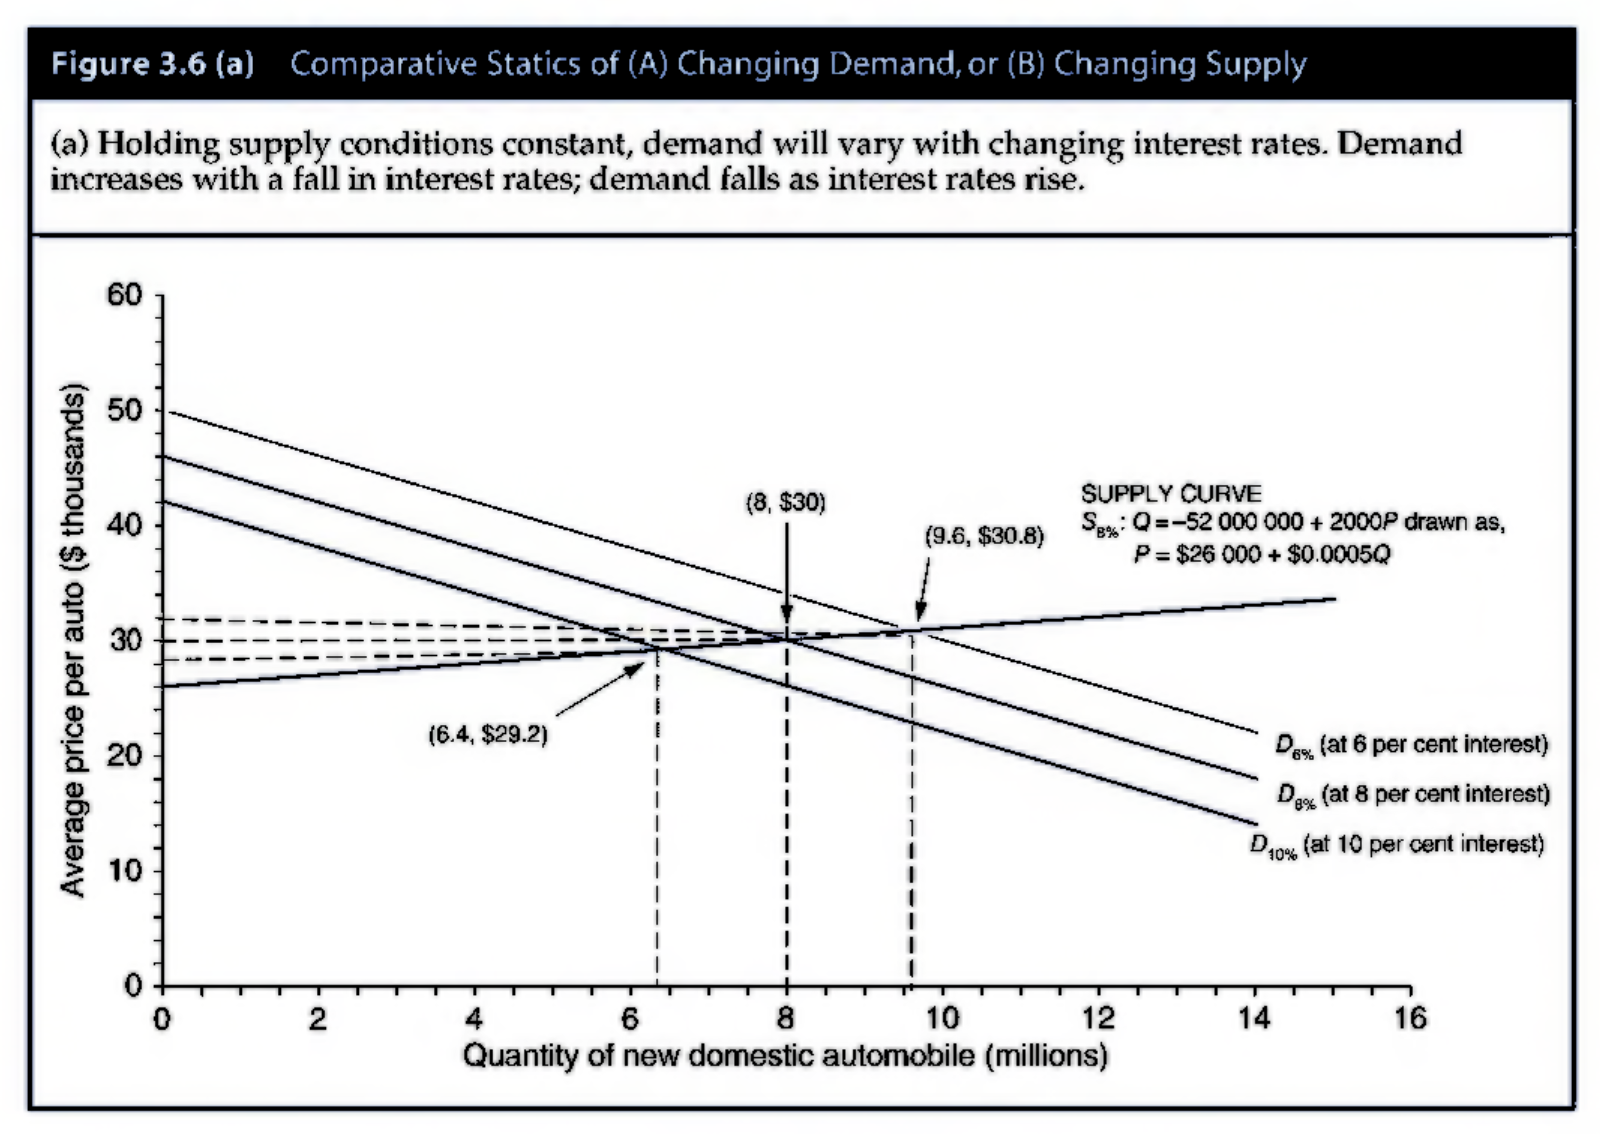 Figure 3.6 (a) Comparative Statics of (A) Changing Demand, or (B) Changing Supply
(a) Holding supply conditions constant, demand will vary with changing interest rates. Demand
increases with a fall in interest rates; demand falls as interest rates rise.
Average price per auto ($ thousands)
60
50
40
30
20
10
0
(8, $30)
(9.6, $30.8)
(6.4, $29.2)
SUPPLY CURVE
S8%: Q = –52 000 000 + 2000P drawn as,
P = $26 000 + $0.0005Q
D6% (at 6 per cent interest)
D8% (at 8 per cent interest)
D10% (at 10 per cent interest)
0 2 4 6 8 10 12 14 16
Quantity of new domestic automobile (millions)